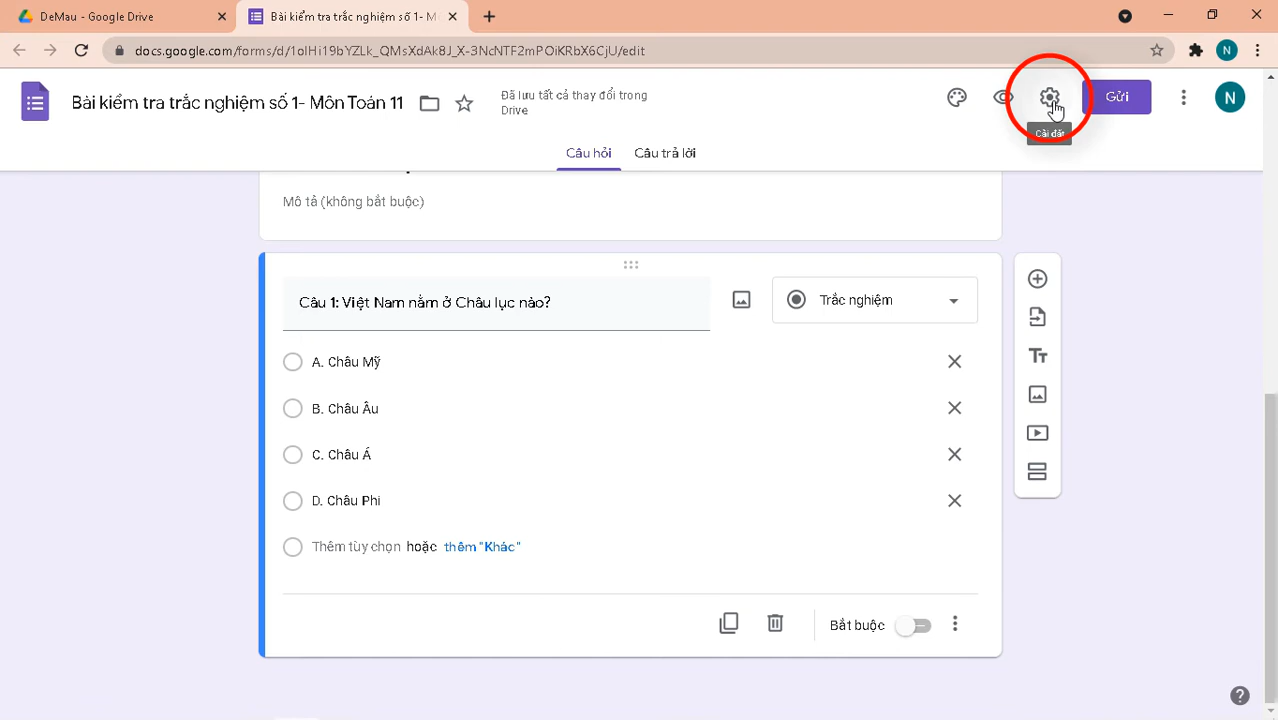 DeMau - Google Drive
Bài kiểm tra trắc nghiệm số 1- Mô
docs.google.com/forms/d/1oIHi19bYZLk_QMsXdAk8J_X-3NcNTF2mPOiKRbX6CjU/edit
N
Bài kiểm tra trắc nghiệm số 1- Môn Toán 11
Đã lưu tất cả thay đổi trong
Drive
Gửi
N
Cài đặt
Câu hỏi
Câu trả lời
Mô tả (không bắt buộc)
Câu 1: Việt Nam nằm ở Châu lục nào?
Trắc nghiệm
A. Châu Mỹ
B. Châu Âu
C. Châu Á
D. Châu Phi
Thêm tùy chọn hoặc thêm "Khác"
Bắt buộc